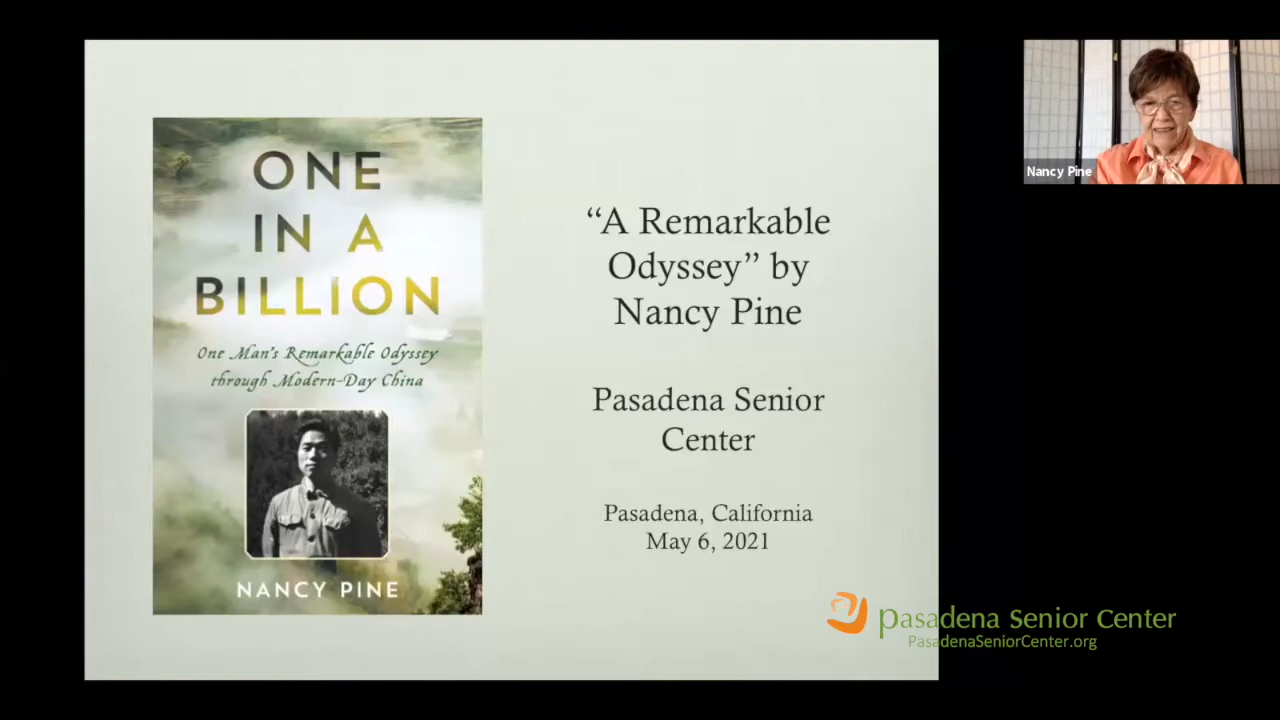 ONE
IN A
BILLION
One Man's Remarkable Odyssey
through Modern-Day China
NANCY PINE
“A Remarkable
Odyssey” by
Nancy Pine
Pasadena Senior
Center
Pasadena, California
May 6, 2021
Nancy Pine
Pasadena Senior Center
PasadenaSeniorCenter.org